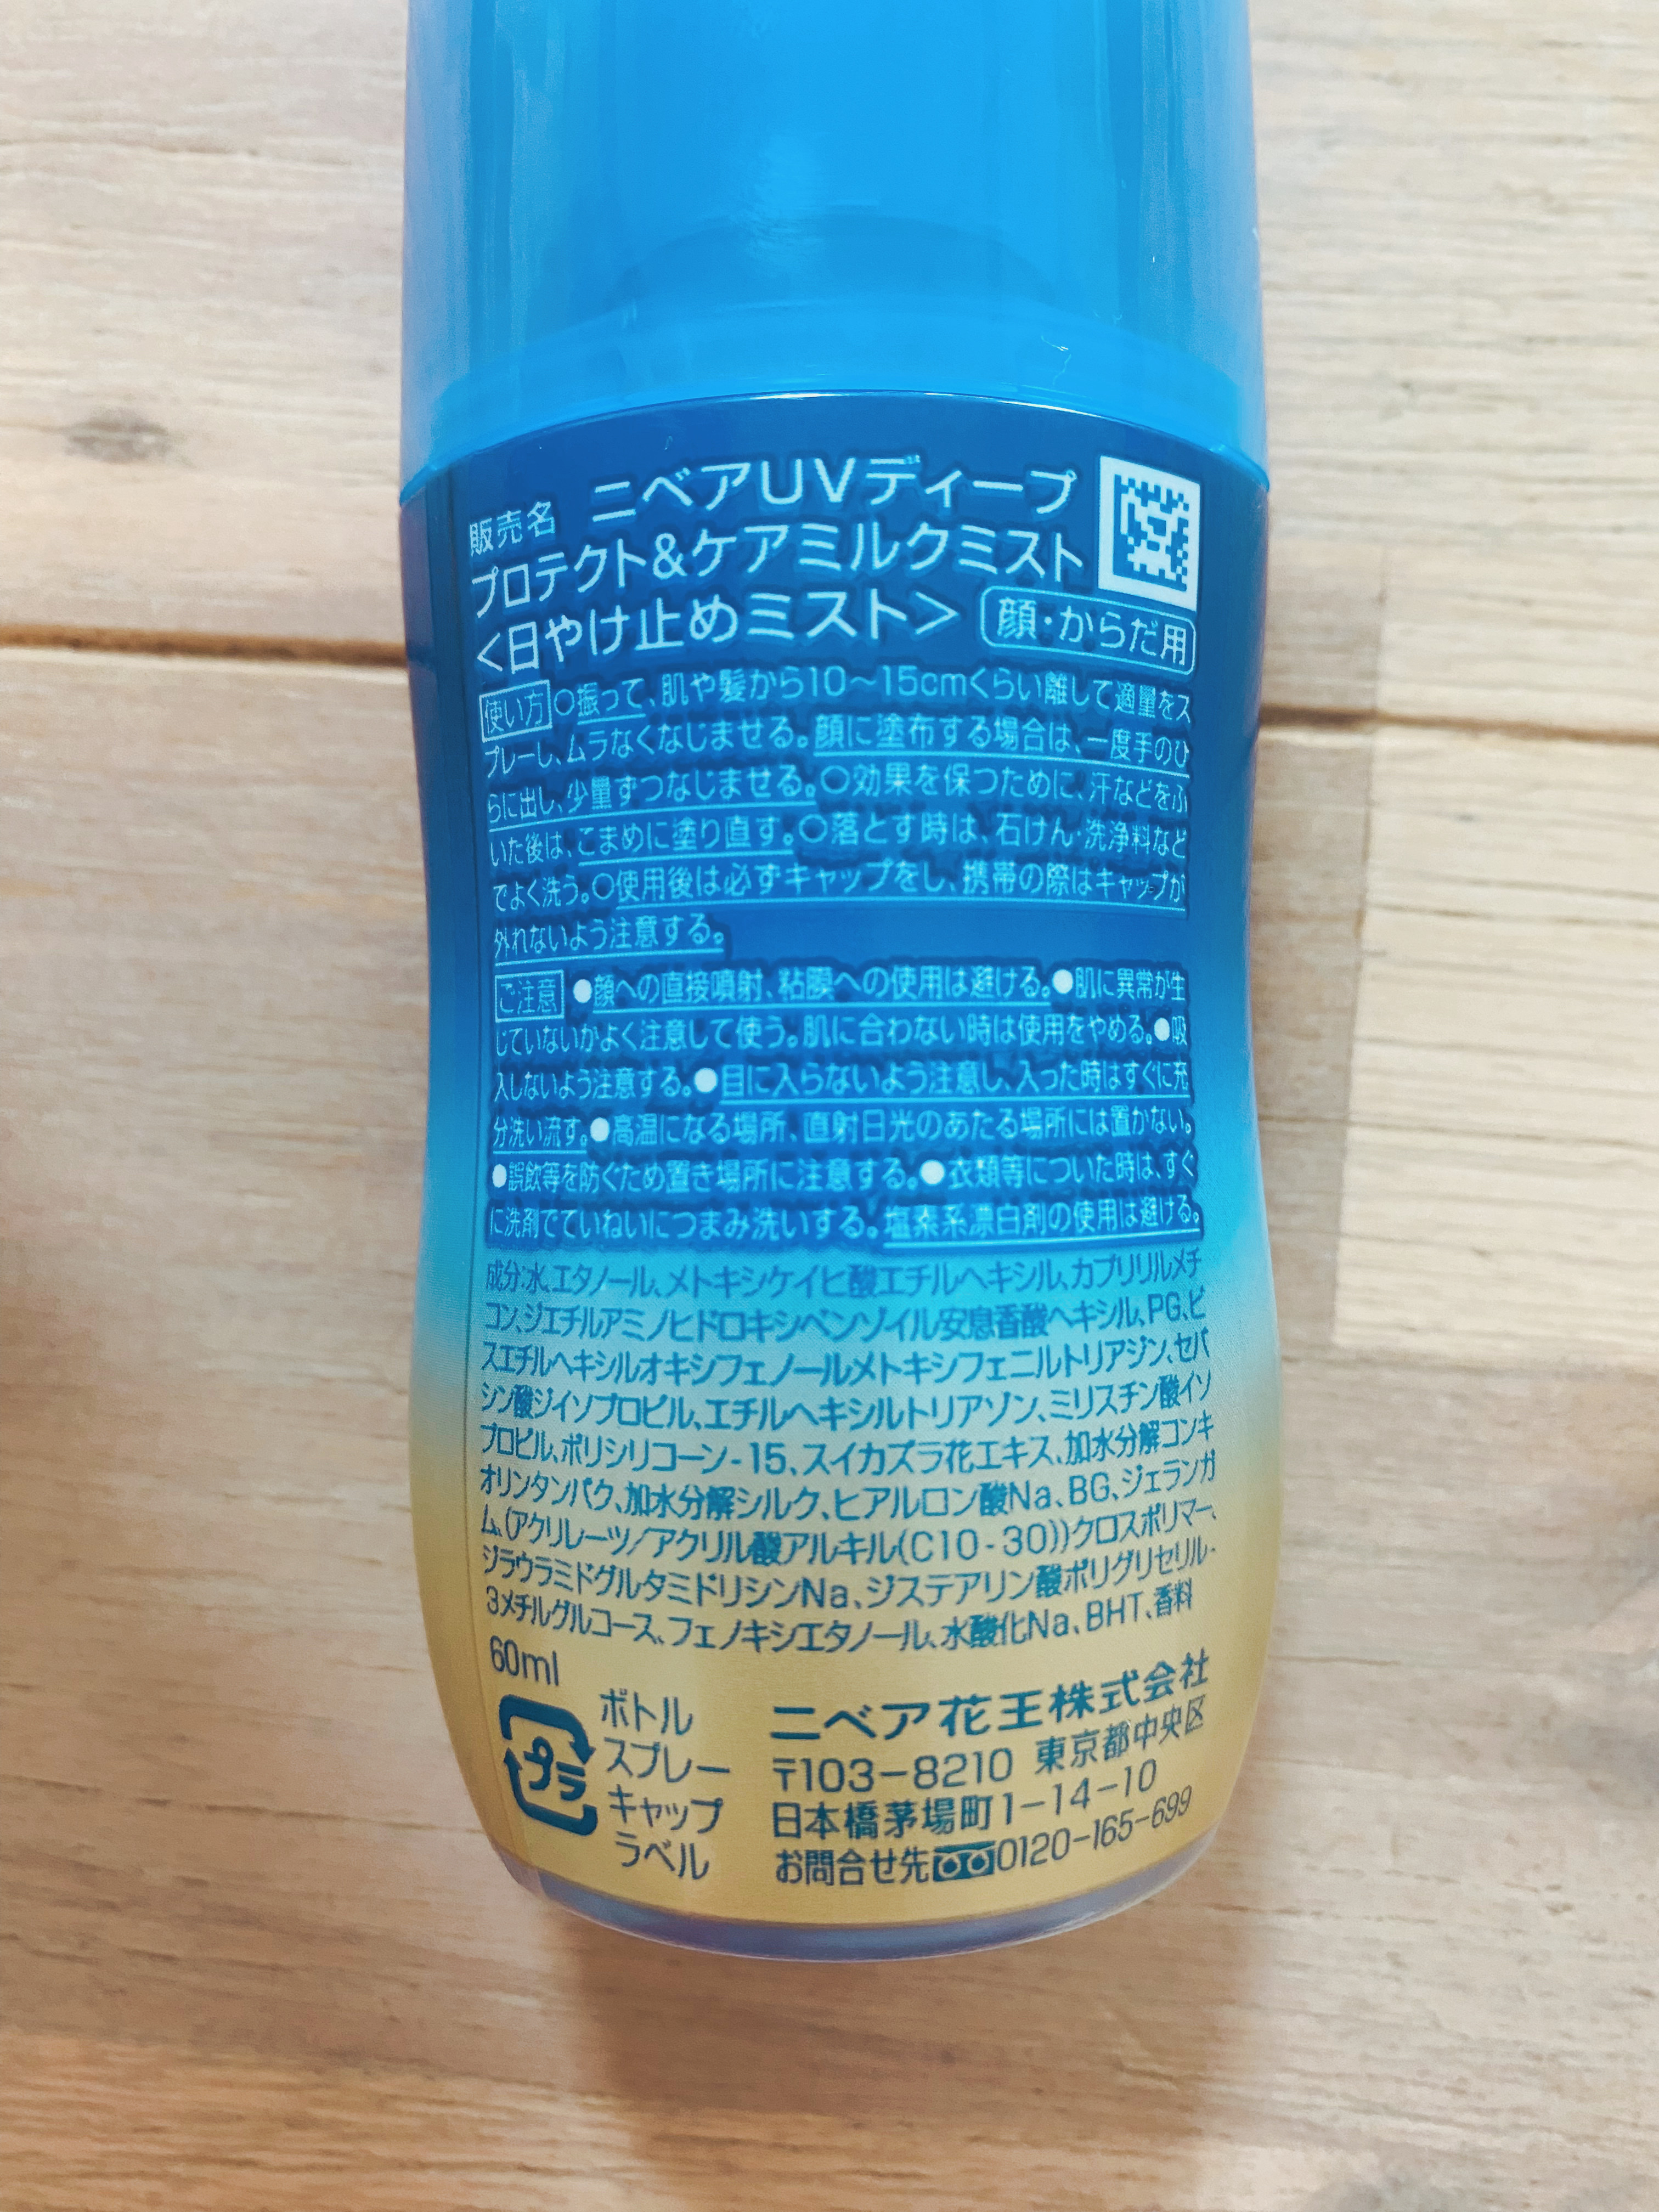 販売名 ニベアUVディープ
プロテクト&ケアミルクミスト
<日やけ止めミスト> 顔・からだ用
使い方 ○振って、肌や髪から10〜15cmくらい離して適量をス
プレーし、ムラなくなじませる。顔に塗布する場合は、一度手のひ
らに出し、少量ずつなじませる。○効果を保つために、汗などをふ
いた後は、こまめに塗り直す。○落とす時は、石けん・洗浄料など
でよく洗う。○使用後は必ずキャップをし、携帯の際はキャップが
外れないよう注意する。
ご注意 ●顔への直接噴射、粘膜への使用は避ける。●肌に異常が生
じていないかよく注意して使う。肌に合わない時は使用をやめる。●吸
入しないよう注意する。●目に入らないよう注意し、入った時はすぐに充
分洗い流す。●高温になる場所、直射日光のあたる場所には置かない。
●誤飲等を防ぐため置き場所に注意する。●衣類等についた時は、すぐ
に洗剤でていねいにつまみ洗いする。塩素系漂白剤の使用は避ける。
成分:水、エタノール、メトキシケイヒ酸エチルヘキシル、カプリリルメチ
コン、ジエチルアミノヒドロキシベンゾイル安息香酸ヘキシル、PG、ビ
スエチルヘキシルオキシフェノールメトキシフェニルトリアジン、セバ
シン酸ジイソプロピル、エチルヘキシルトリアゾン、ミリスチン酸イソ
プロピル、ポリシリコーン-15、スイカズラ花エキス、加水分解コンキ
オリンタンパク、加水分解シルク、ヒアルロン酸Na、BG、ジェランガ
ム、(アクリレーツ/アクリル酸アルキル(C10-30))クロスポリマー、
ジラウラミドグルタミドリシンNa、ジステアリン酸ポリグリセリル-
3メチルグルコース、フェノキシエタノール、水酸化Na、BHT、香料
60ml
プラ
ボトル
スプレー
キャップ
ラベル
ニベア花王株式会社
〒103-8210 東京都中央区
日本橋茅場町1-14-10
お問合せ先 0120-165-699